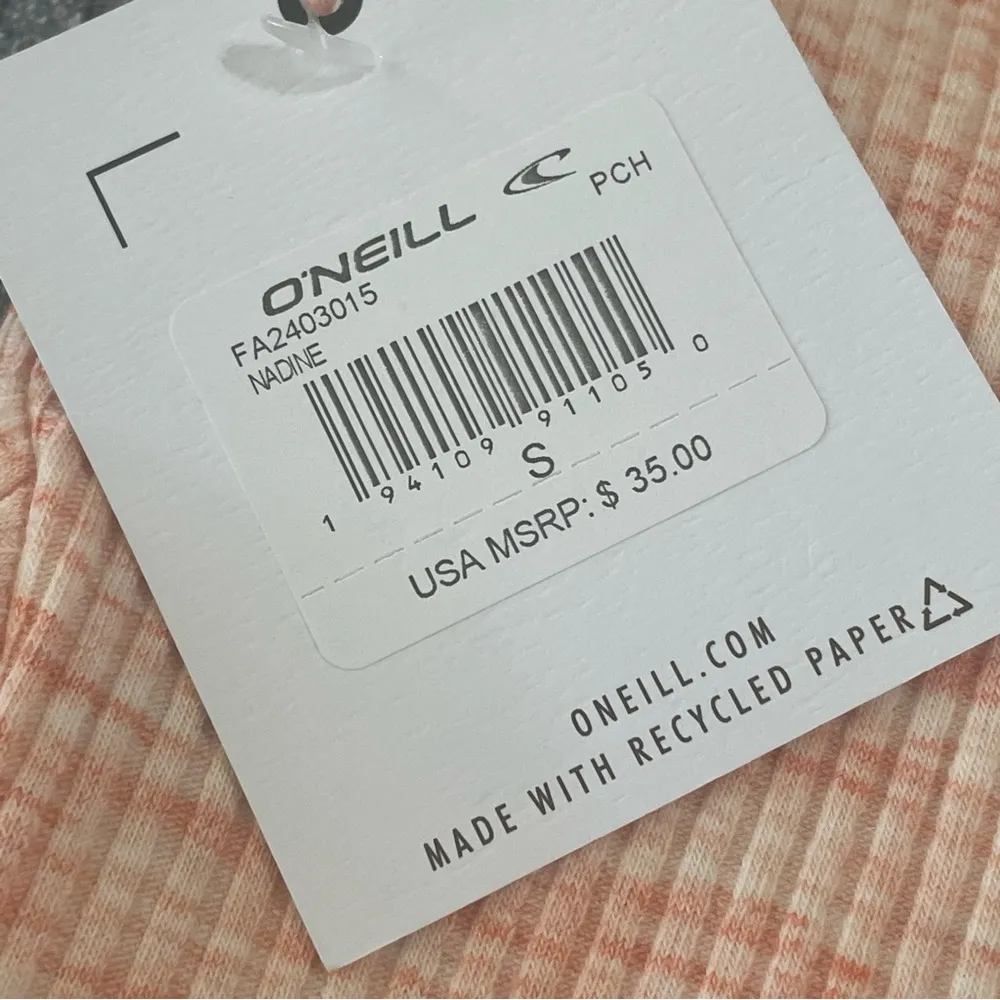 O'NEILL PCH
FA2403015
NADINE
1 94109 91105 0
S
USA MSRP: $ 35.00
ONEILL.COM
MADE WITH RECYCLED PAPER